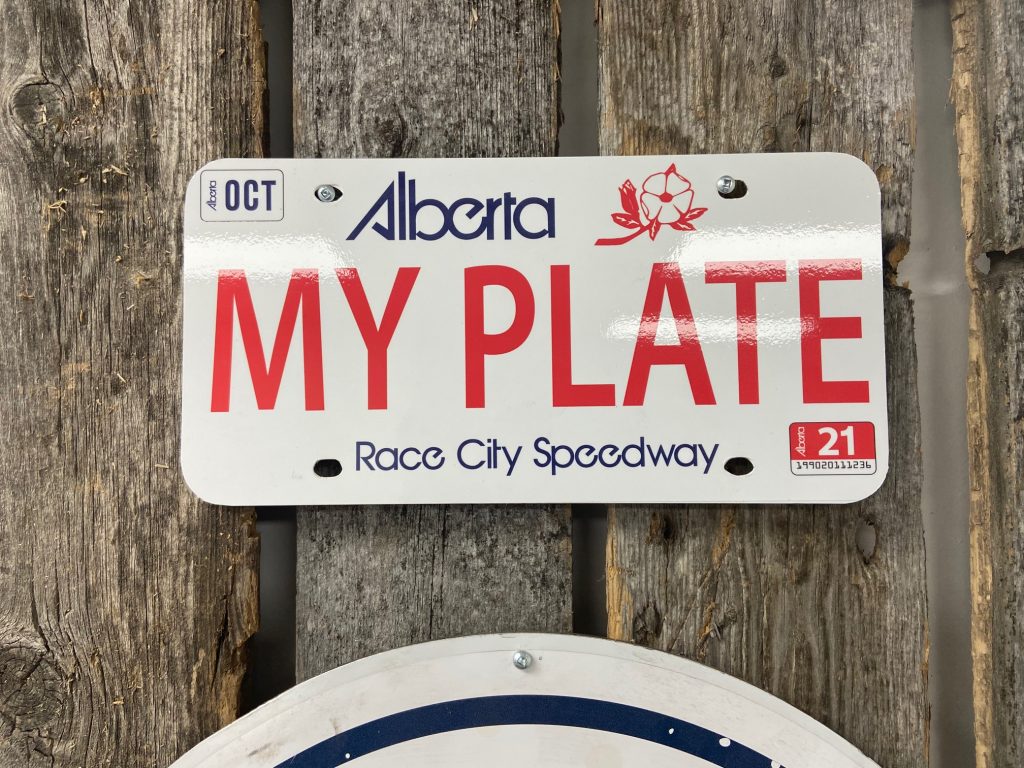 Alberta
OCT
Alberta
MY PLATE
Race City Speedway
Alberta
21
199020111236